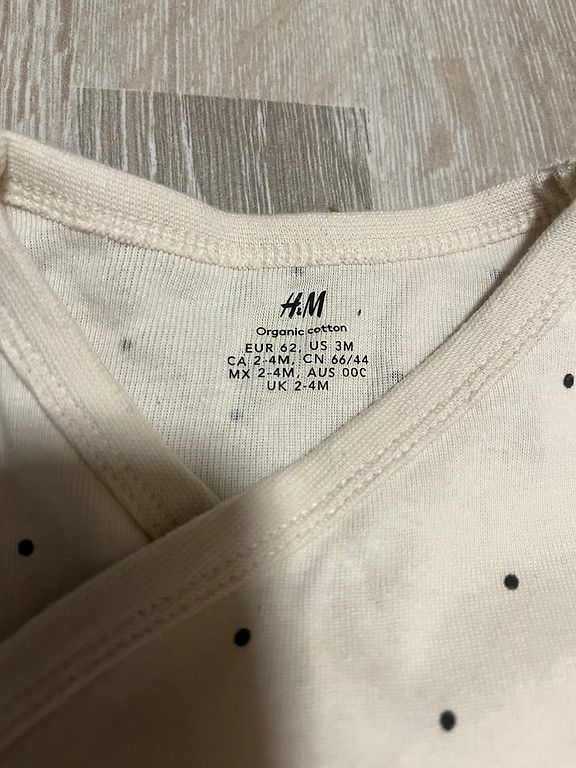 H&M
Organic cotton
EUR 62, US 3M
CA 2-4M, CN 66/44
MX 2-4M, AUS 00C
UK 2-4M